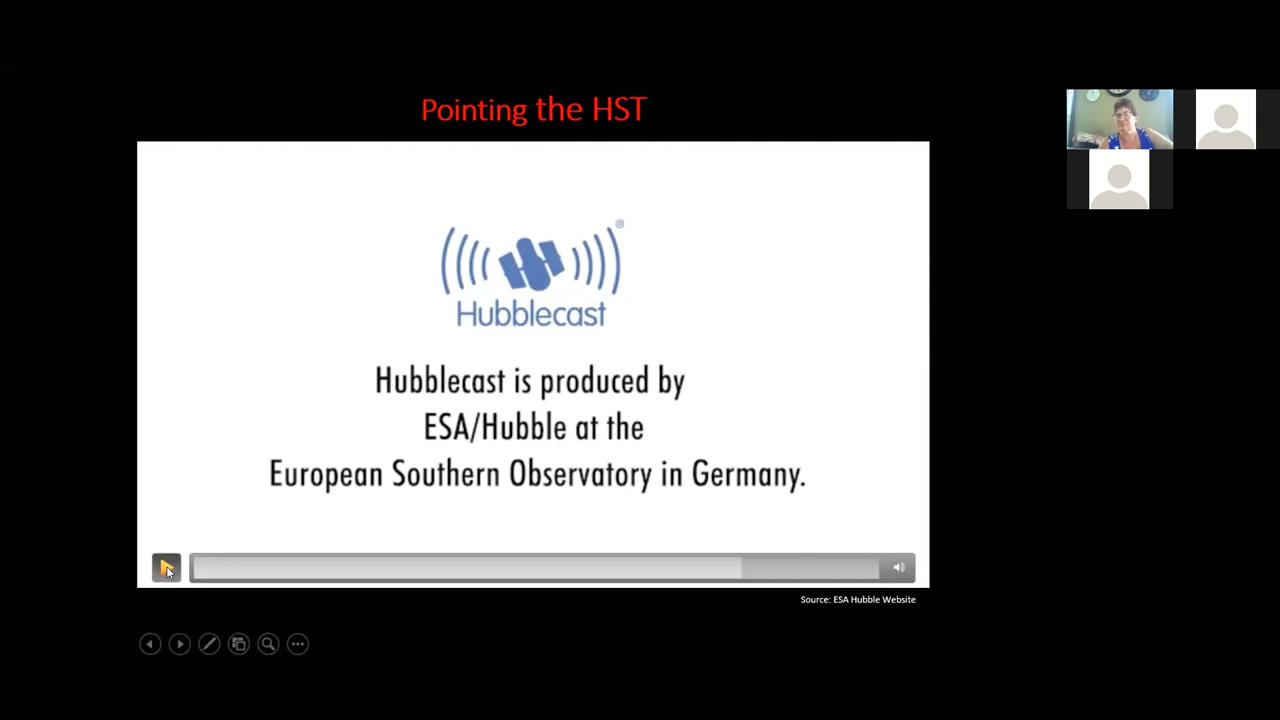 Pointing the HST
®
Hubblecast
Hubblecast is produced by
ESA/Hubble at the
European Southern Observatory in Germany.
Source: ESA Hubble Website